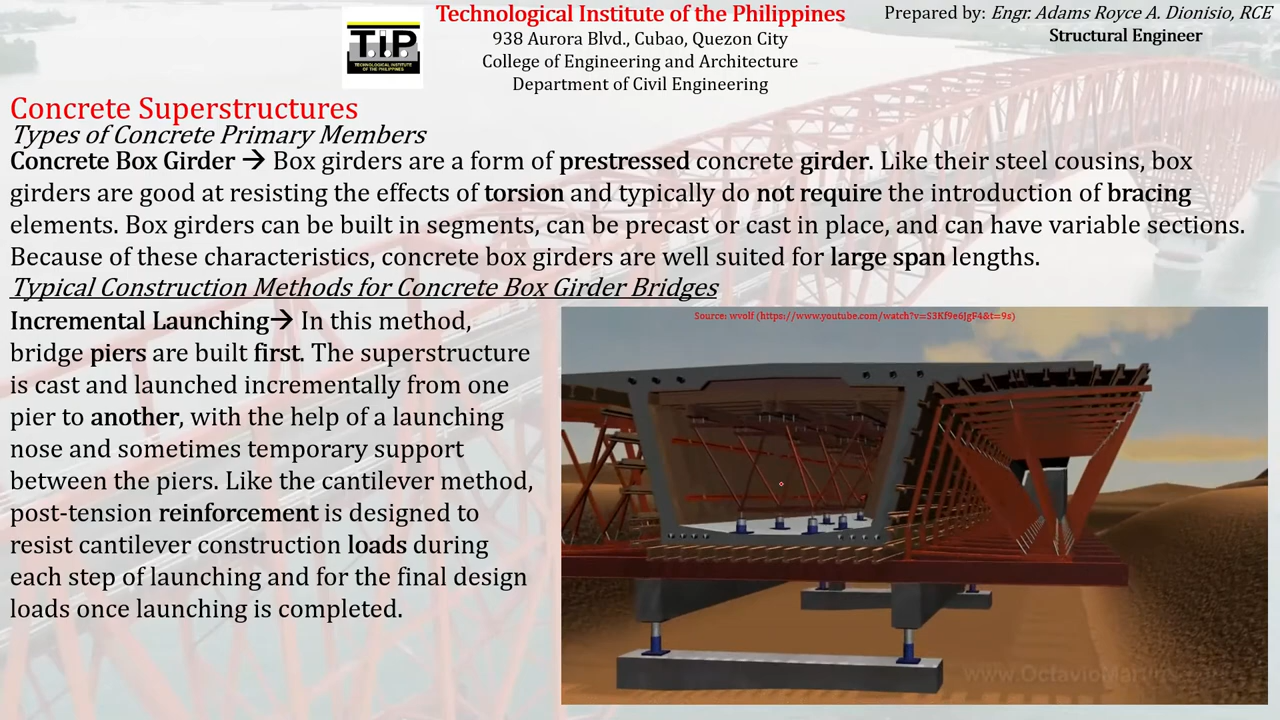 Technological Institute of the Philippines
938 Aurora Blvd., Cubao, Quezon City
College of Engineering and Architecture
Department of Civil Engineering
Prepared by: Engr. Adams Royce A. Dionisio, RCE
Structural Engineer
TiP
TECHNOLOGICAL INSTITUTE
OF THE PHILIPPINES
Concrete Superstructures
Types of Concrete Primary Members
Concrete Box Girder → Box girders are a form of prestressed concrete girder. Like their steel cousins, box
girders are good at resisting the effects of torsion and typically do not require the introduction of bracing
elements. Box girders can be built in segments, can be precast or cast in place, and can have variable sections.
Because of these characteristics, concrete box girders are well suited for large span lengths.
Typical Construction Methods for Concrete Box Girder Bridges
Incremental Launching→ In this method,
bridge piers are built first. The superstructure
is cast and launched incrementally from one
pier to another, with the help of a launching
nose and sometimes temporary support
between the piers. Like the cantilever method,
post-tension reinforcement is designed to
resist cantilever construction loads during
each step of launching and for the final design
loads once launching is completed.
Source: wvolf (https://www.youtube.com/watch?v=S3Kf9e6JgF4&t=9s)